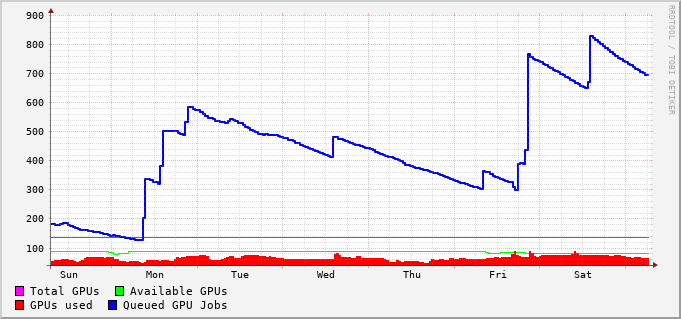 900
800
700
600
500
400
300
200
100
Sun Mon Tue Wed Thu Fri Sat
Total GPUs Available GPUs
GPUs used Queued GPU Jobs
RRDTOOL / TOBI OETIKER